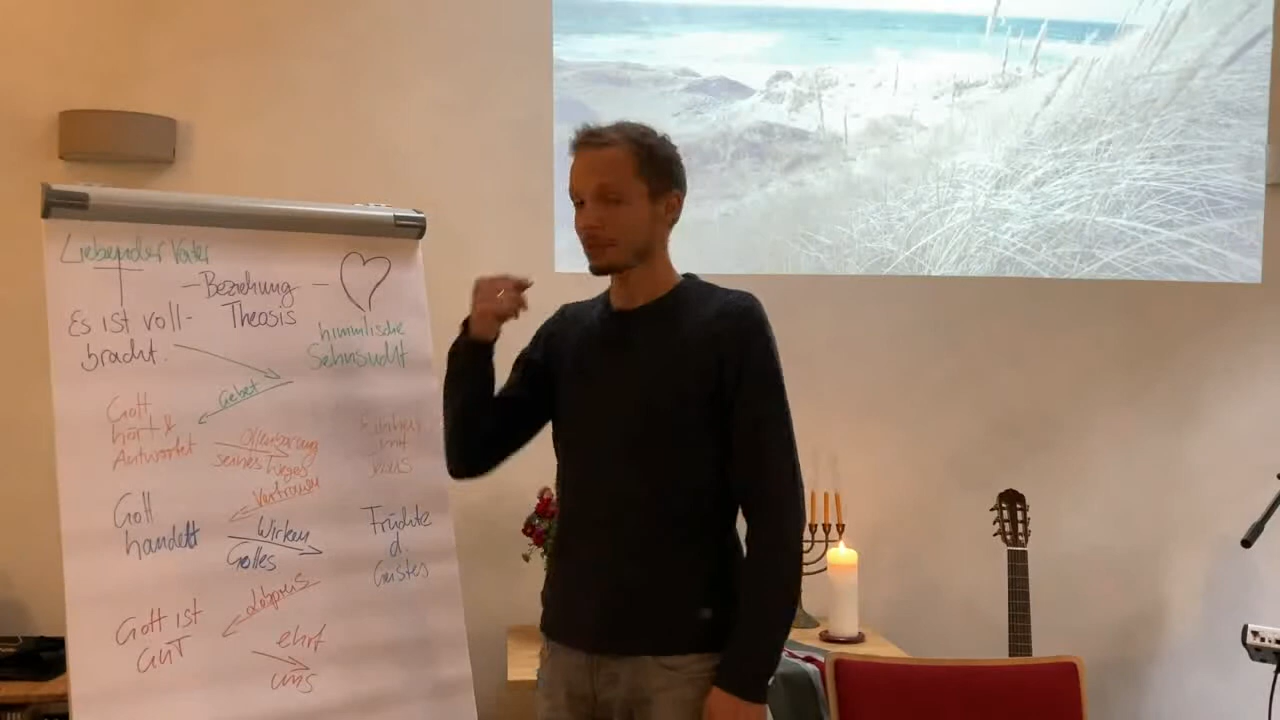 Liebender Vater
- Beziehung -
Theosis
Es ist voll-
bracht.
himmlische
Sehnsucht
Gebet
Gott
hört &
Antwortet
Offenbarung
seines Weges
mit
Vertrauen
Gott
handelt
Wirken
Gottes
Früchte
d.
Geistes
Lobpreis
Gott ist
GUT
ehrt
uns